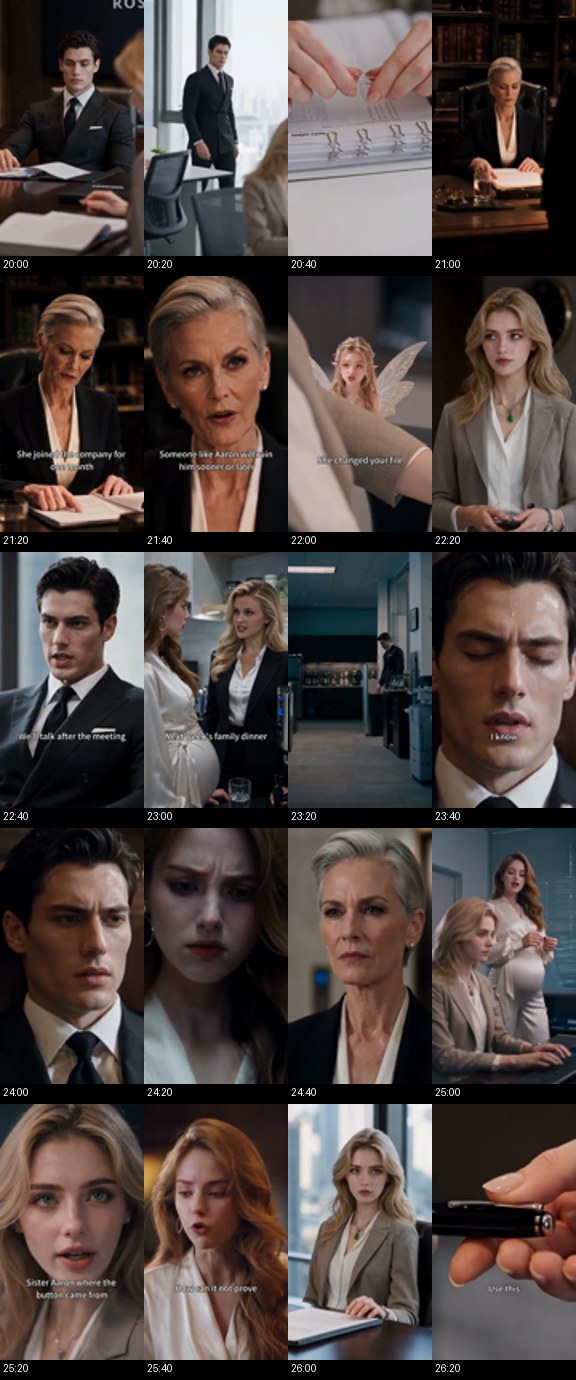 ROS
20:00
20:20
20:40
21:00
She joined the company for
one month
21:20
Someone like Aaron will ruin
him sooner or later
21:40
She changed your file
22:00
22:20
We'll talk after the meeting
22:40
Next week's family dinner
23:00
23:20
I know
23:40
24:00
24:20
24:40
25:00
Sister Aaron where the
button came from
25:20
How can it not prove
25:40
26:00
Use this
26:20